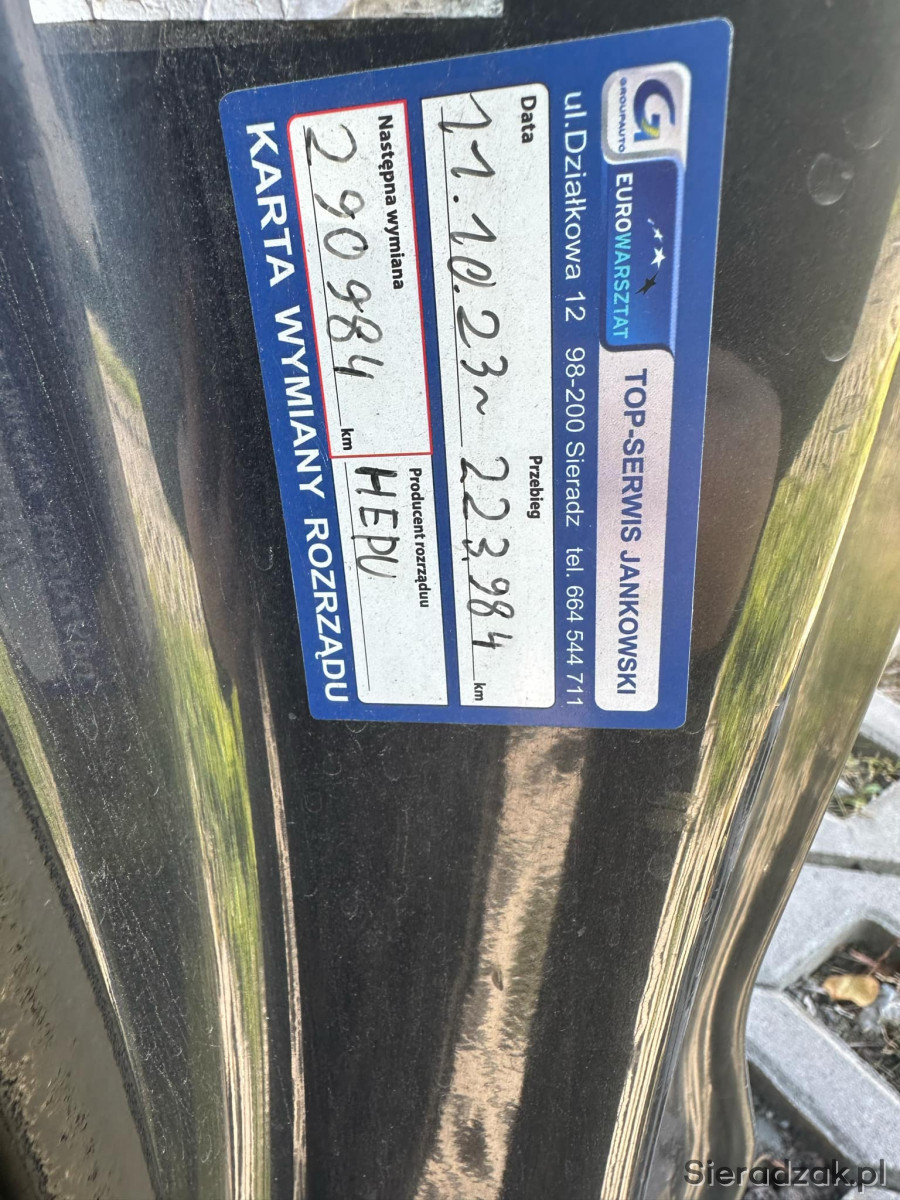 G
GROUPAUTO
EUROWARSZTAT
TOP-SERWIS JANKOWSKI
ul.Działkowa 12 98-200 Sieradz tel. 664 544 711
Data Przebieg
11.10.23r 223984 km
Następna wymiana Producent rozrząduu
290984 km HEPU
KARTA WYMIANY ROZRZĄDU
Sieradzak.pl